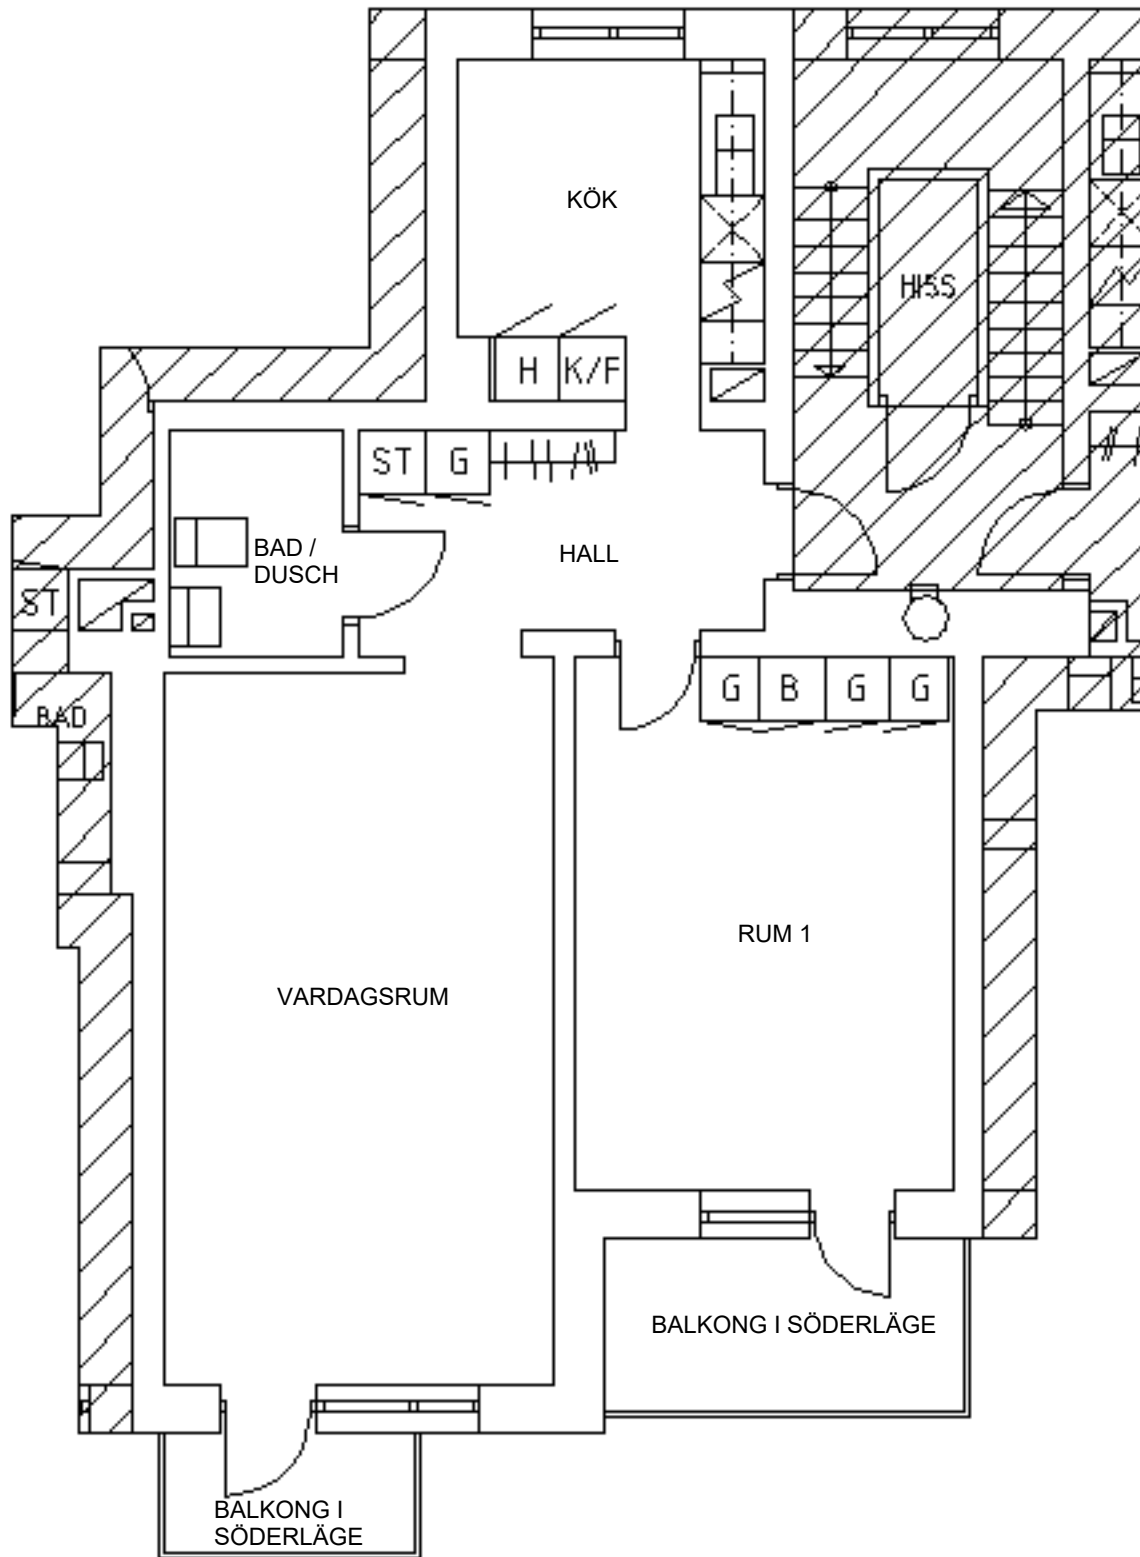 KÖK
HISS
H K/F
ST G
BAD /
DUSCH
HALL
ST
G B G G
BAD
RUM 1
VARDAGSRUM
BALKONG I SÖDERLÄGE
BALKONG I
SÖDERLÄGE